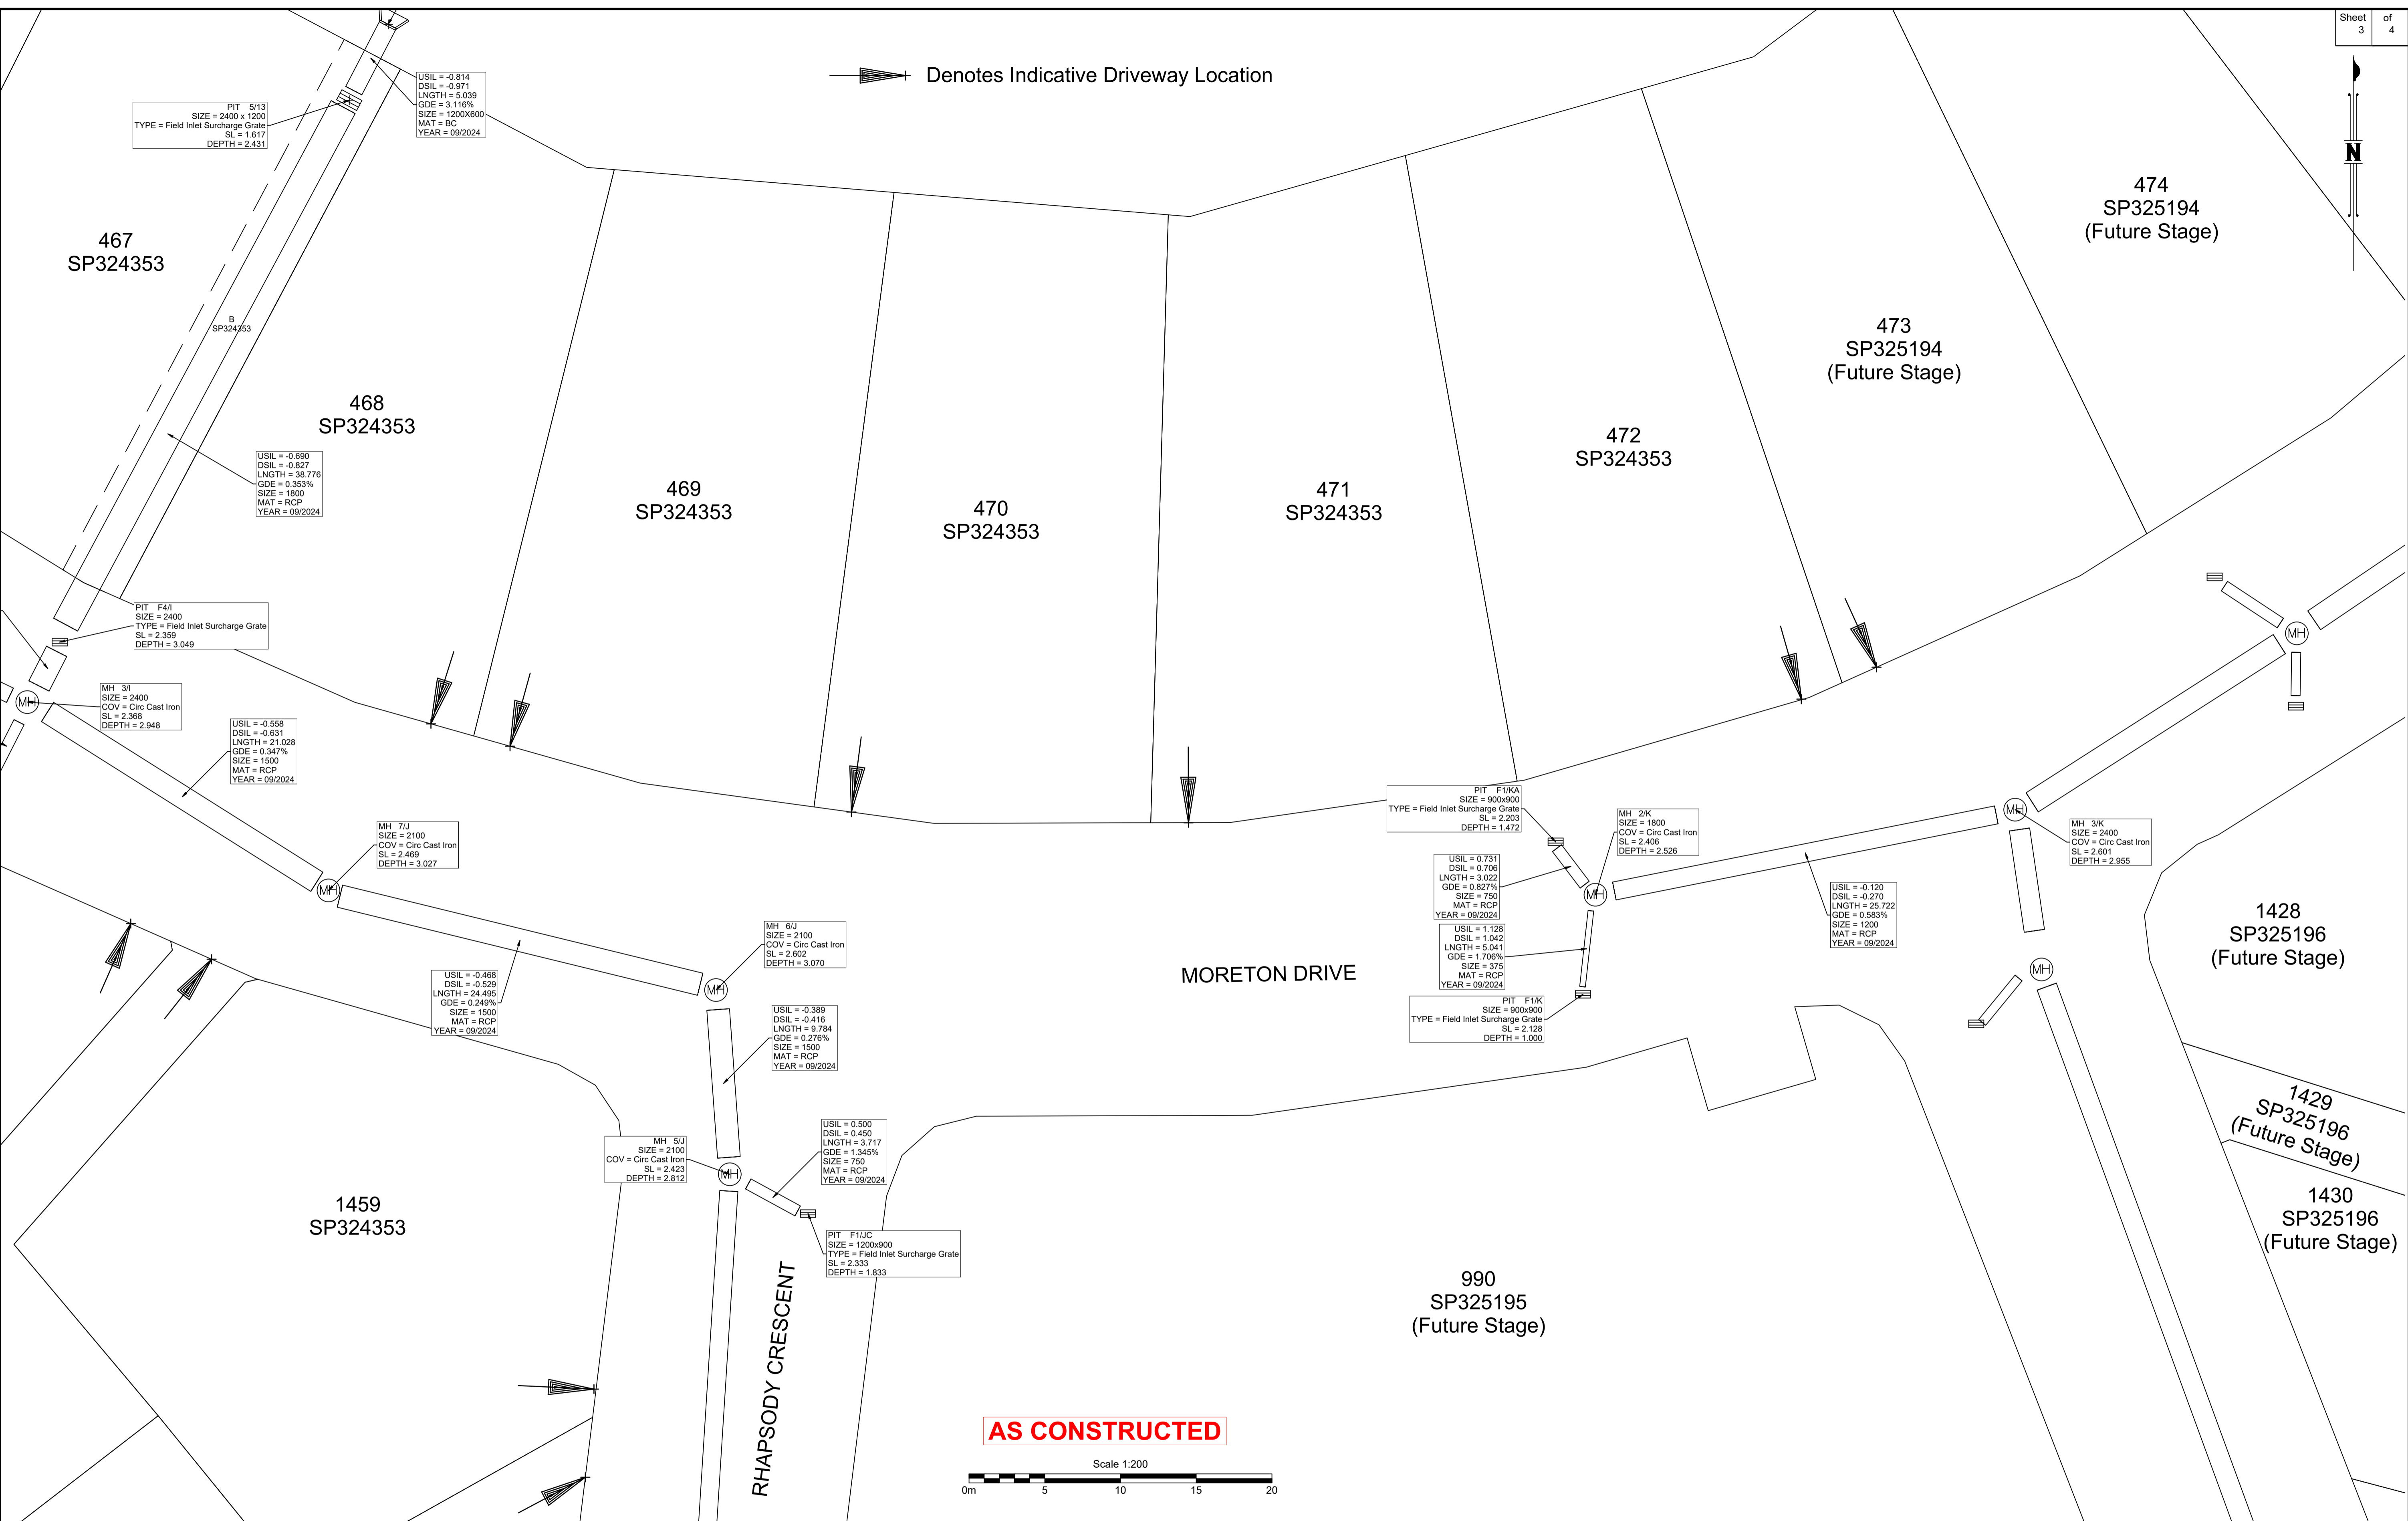 Sheet of
3 4
Denotes Indicative Driveway Location
N
USIL = -0.814
DSIL = -0.971
LNGTH = 5.039
GDE = 3.116%
SIZE = 1200X600
MAT = BC
YEAR = 09/2024
PIT 5/13
SIZE = 2400 x 1200
TYPE = Field Inlet Surcharge Grate
SL = 1.617
DEPTH = 2.431
467
SP324353
B
SP324353
468
SP324353
469
SP324353
470
SP324353
471
SP324353
472
SP324353
473
SP325194
(Future Stage)
474
SP325194
(Future Stage)
USIL = -0.690
DSIL = -0.827
LNGTH = 38.776
GDE = 0.353%
SIZE = 1800
MAT = RCP
YEAR = 09/2024
PIT F4/I
SIZE = 2400
TYPE = Field Inlet Surcharge Grate
SL = 2.359
DEPTH = 3.049
MH
MH 3/I
SIZE = 2400
COV = Circ Cast Iron
SL = 2.368
DEPTH = 2.948
USIL = -0.558
DSIL = -0.631
LNGTH = 21.028
GDE = 0.347%
SIZE = 1500
MAT = RCP
YEAR = 09/2024
MH
MH 7/J
SIZE = 2100
COV = Circ Cast Iron
SL = 2.469
DEPTH = 3.027
USIL = -0.468
DSIL = -0.529
LNGTH = 24.495
GDE = 0.249%
SIZE = 1500
MAT = RCP
YEAR = 09/2024
MH
MH 6/J
SIZE = 2100
COV = Circ Cast Iron
SL = 2.602
DEPTH = 3.070
USIL = -0.389
DSIL = -0.416
LNGTH = 9.784
GDE = 0.276%
SIZE = 1500
MAT = RCP
YEAR = 09/2024
MH
MH 5/J
SIZE = 2100
COV = Circ Cast Iron
SL = 2.423
DEPTH = 2.812
USIL = 0.500
DSIL = 0.450
LNGTH = 3.717
GDE = 1.345%
SIZE = 750
MAT = RCP
YEAR = 09/2024
PIT F1/JC
SIZE = 1200x900
TYPE = Field Inlet Surcharge Grate
SL = 2.333
DEPTH = 1.833
PIT F1/KA
SIZE = 900x900
TYPE = Field Inlet Surcharge Grate
SL = 2.203
DEPTH = 1.472
USIL = 0.731
DSIL = 0.706
LNGTH = 3.022
GDE = 0.827%
SIZE = 750
MAT = RCP
YEAR = 09/2024
MH
MH 2/K
SIZE = 1800
COV = Circ Cast Iron
SL = 2.406
DEPTH = 2.526
USIL = 1.128
DSIL = 1.042
LNGTH = 5.041
GDE = 1.706%
SIZE = 375
MAT = RCP
YEAR = 09/2024
PIT F1/K
SIZE = 900x900
TYPE = Field Inlet Surcharge Grate
SL = 2.128
DEPTH = 1.000
USIL = -0.120
DSIL = -0.270
LNGTH = 25.722
GDE = 0.583%
SIZE = 1200
MAT = RCP
YEAR = 09/2024
MH
MH
MH 3/K
SIZE = 2400
COV = Circ Cast Iron
SL = 2.601
DEPTH = 2.955
MH
MORETON DRIVE
RHAPSODY CRESCENT
1428
SP325196
(Future Stage)
1429
SP325196
(Future Stage)
1430
SP325196
(Future Stage)
1459
SP324353
990
SP325195
(Future Stage)
AS CONSTRUCTED
Scale 1:200
0m 5 10 15 20